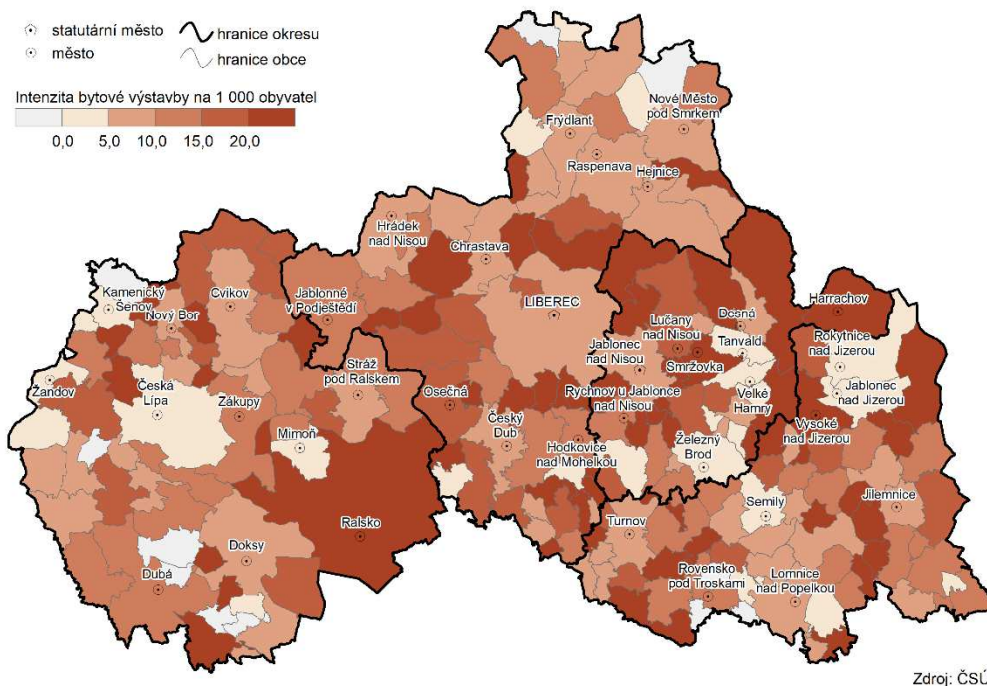 statutární město
město
hranice okresu
hranice obce
Intenzita bytové výstavby na 1 000 obyvatel
0,0 5,0 10,0 15,0 20,0
Nové Město
pod Smrkem
Frýdlant
Raspenava
Hejnice
Hrádek
nad Nisou
Chrastava
Kamenický
Šenov
Nový Bor
Cvikov
Jablonné
v Podještědí
LIBEREC
Harrachov
Desná
Lučany
nad Nisou
Tanvald
Rokytnice
nad Jizerou
Jablonec
nad Nisou
Smržovka
Stráž
pod Ralskem
Žandov
Česká
Lípa
Zákupy
Osečná
Rychnov u Jablonce
nad Nisou
Velké
Hamry
Jablonec
nad Jizerou
Český
Dub
Vysoké
nad Jizerou
Mimoň
Hodkovice
nad Mohelkou
Železný
Brod
Semily
Jilemnice
Ralsko
Turnov
Doksy
Dubá
Rovensko
pod Troskami
Lomnice
nad Popelkou
Zdroj: ČSÚ